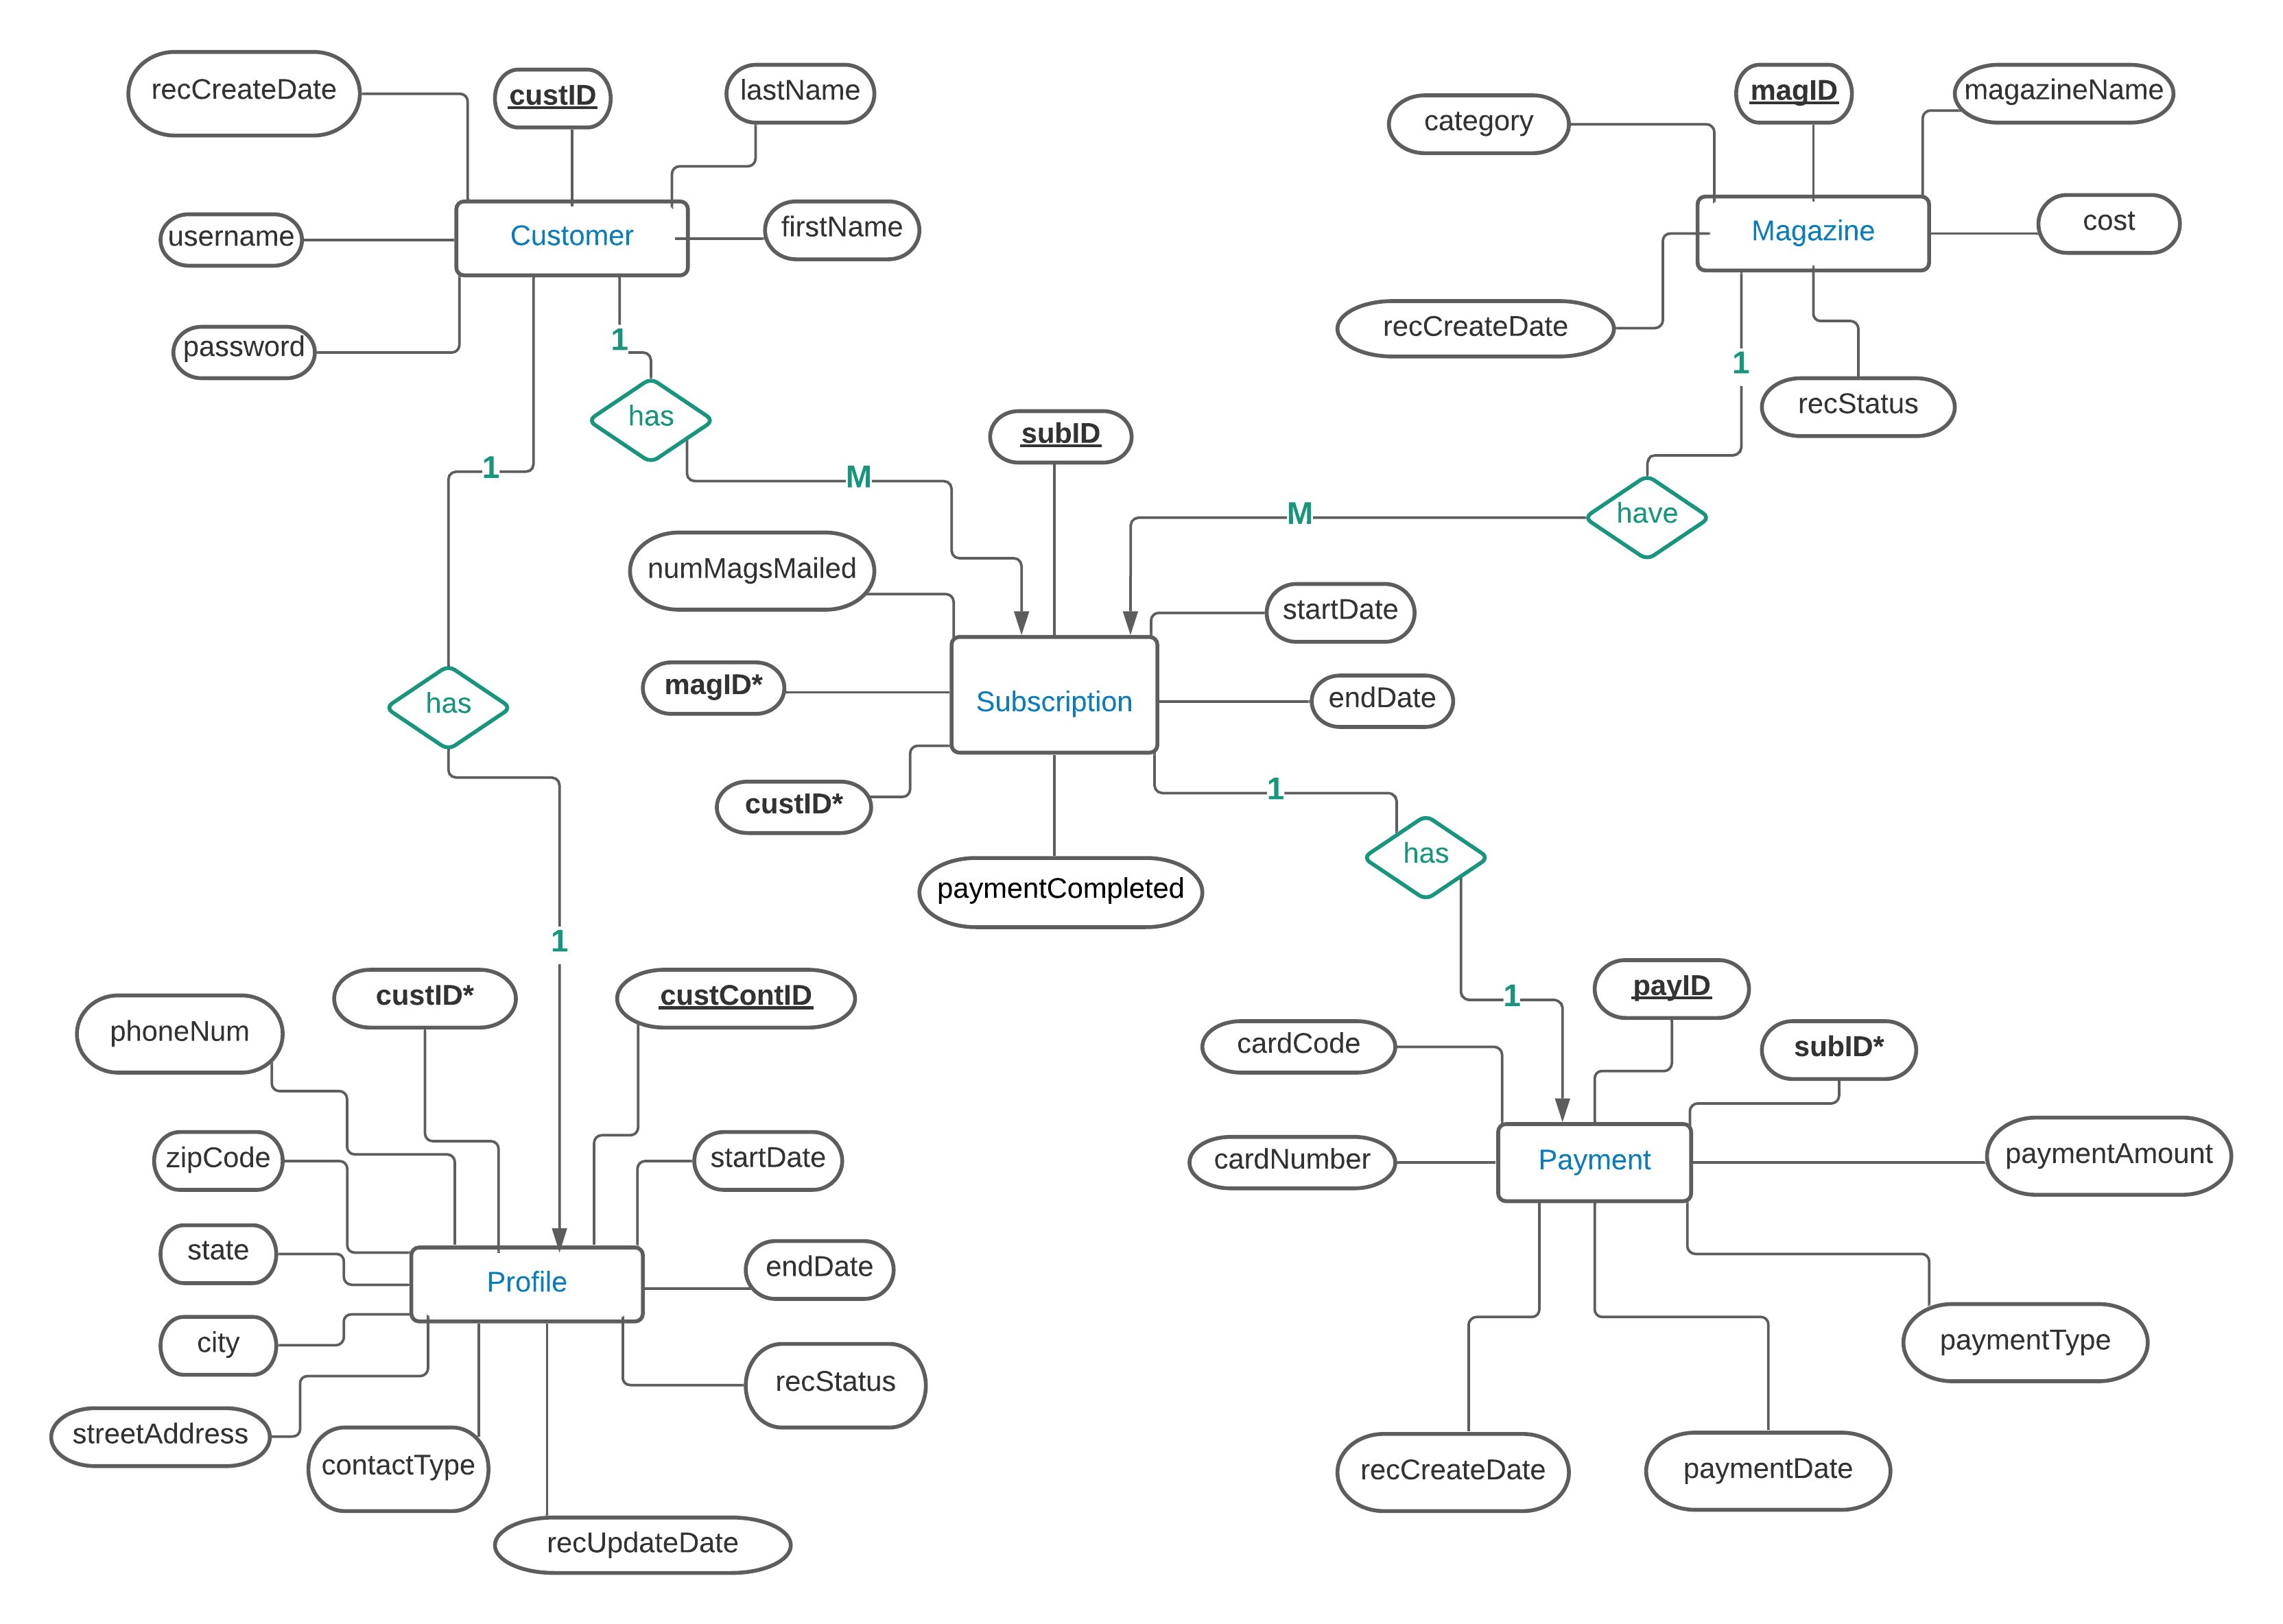 recCreateDate
custID
lastName
magID
magazineName
category
username
Customer
firstName
Magazine
cost
password
1
recCreateDate
1
recStatus
has
subID
1
M
M
have
numMagsMailed
startDate
magID*
has
Subscription
endDate
custID*
1
has
paymentCompleted
1
phoneNum
custID*
custContID
1
payID
cardCode
subID*
zipCode
startDate
cardNumber
Payment
paymentAmount
state
Profile
endDate
city
recStatus
paymentType
streetAddress
contactType
recCreateDate
paymentDate
recUpdateDate